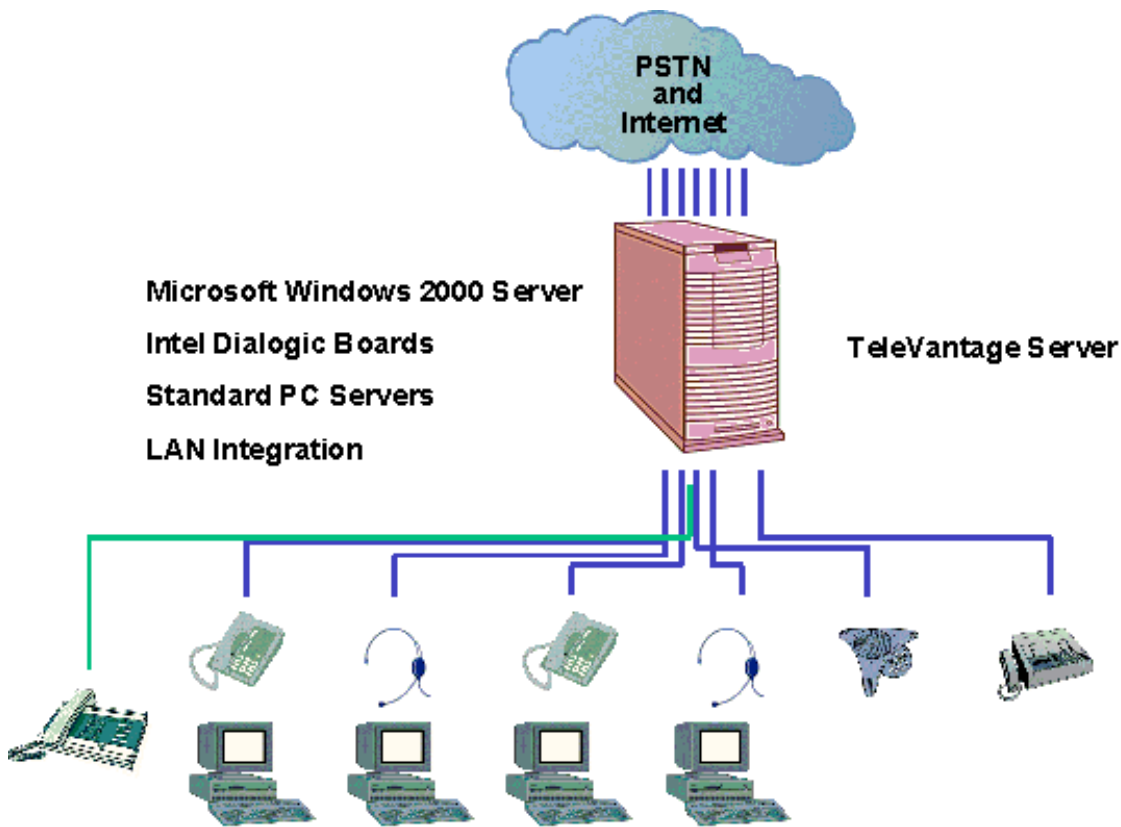 PSTN
and
Internet
Microsoft Windows 2000 Server
Intel Dialogic Boards
TeleVantage Server
Standard PC Servers
LAN Integration